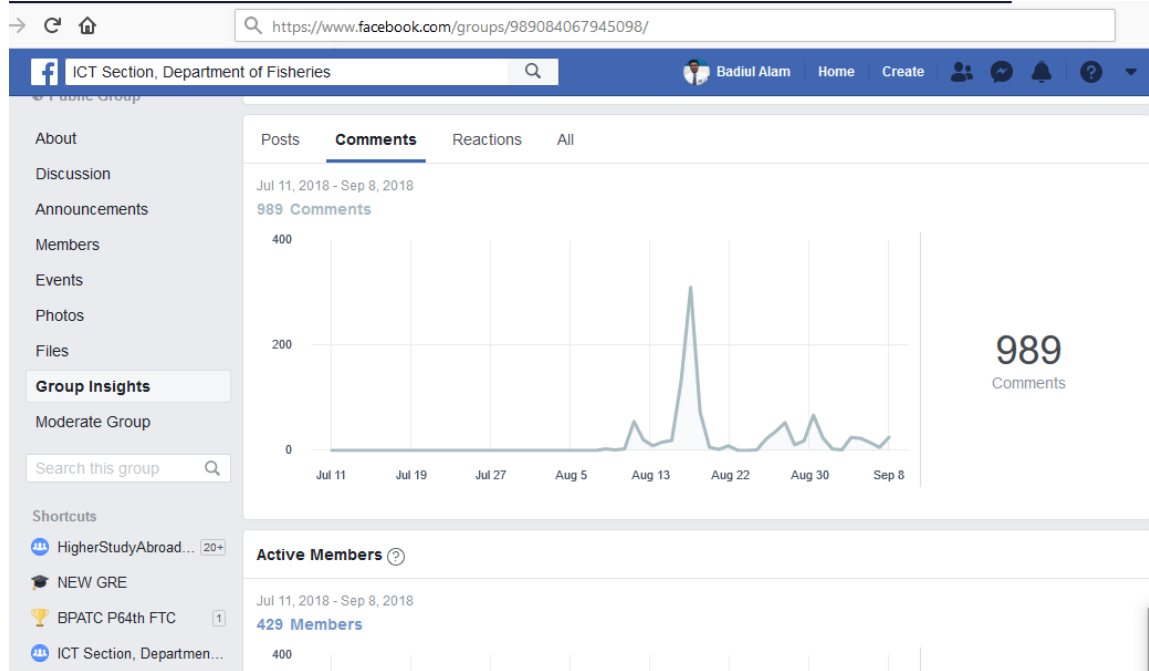 https://www.facebook.com/groups/989084067945098/
ICT Section, Department of Fisheries
Badiul Alam Home Create
Public Group
About
Discussion
Announcements
Members
Events
Photos
Files
Group Insights
Moderate Group
Search this group
Shortcuts
HigherStudyAbroad... 20+
NEW GRE
BPATC P64th FTC 1
ICT Section, Departmen...
Posts Comments Reactions All
Jul 11, 2018 - Sep 8, 2018
989 Comments
400
200
0
Jul 11 Jul 19 Jul 27 Aug 5 Aug 13 Aug 22 Aug 30 Sep 8
989
Comments
Active Members ?
Jul 11, 2018 - Sep 8, 2018
429 Members
400